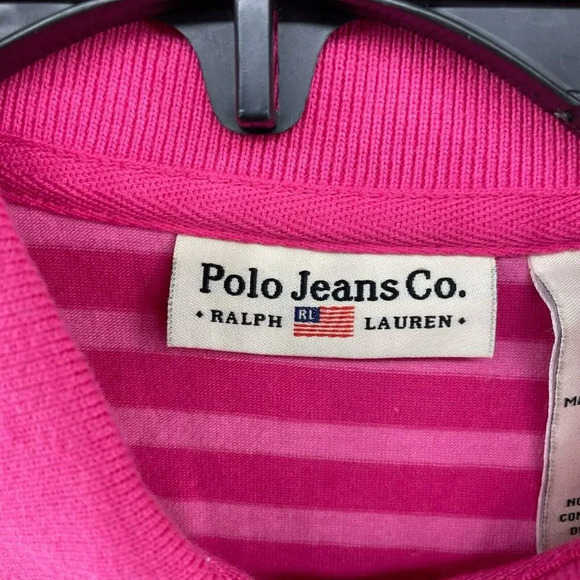 Polo Jeans Co.
• RALPH RL LAUREN •